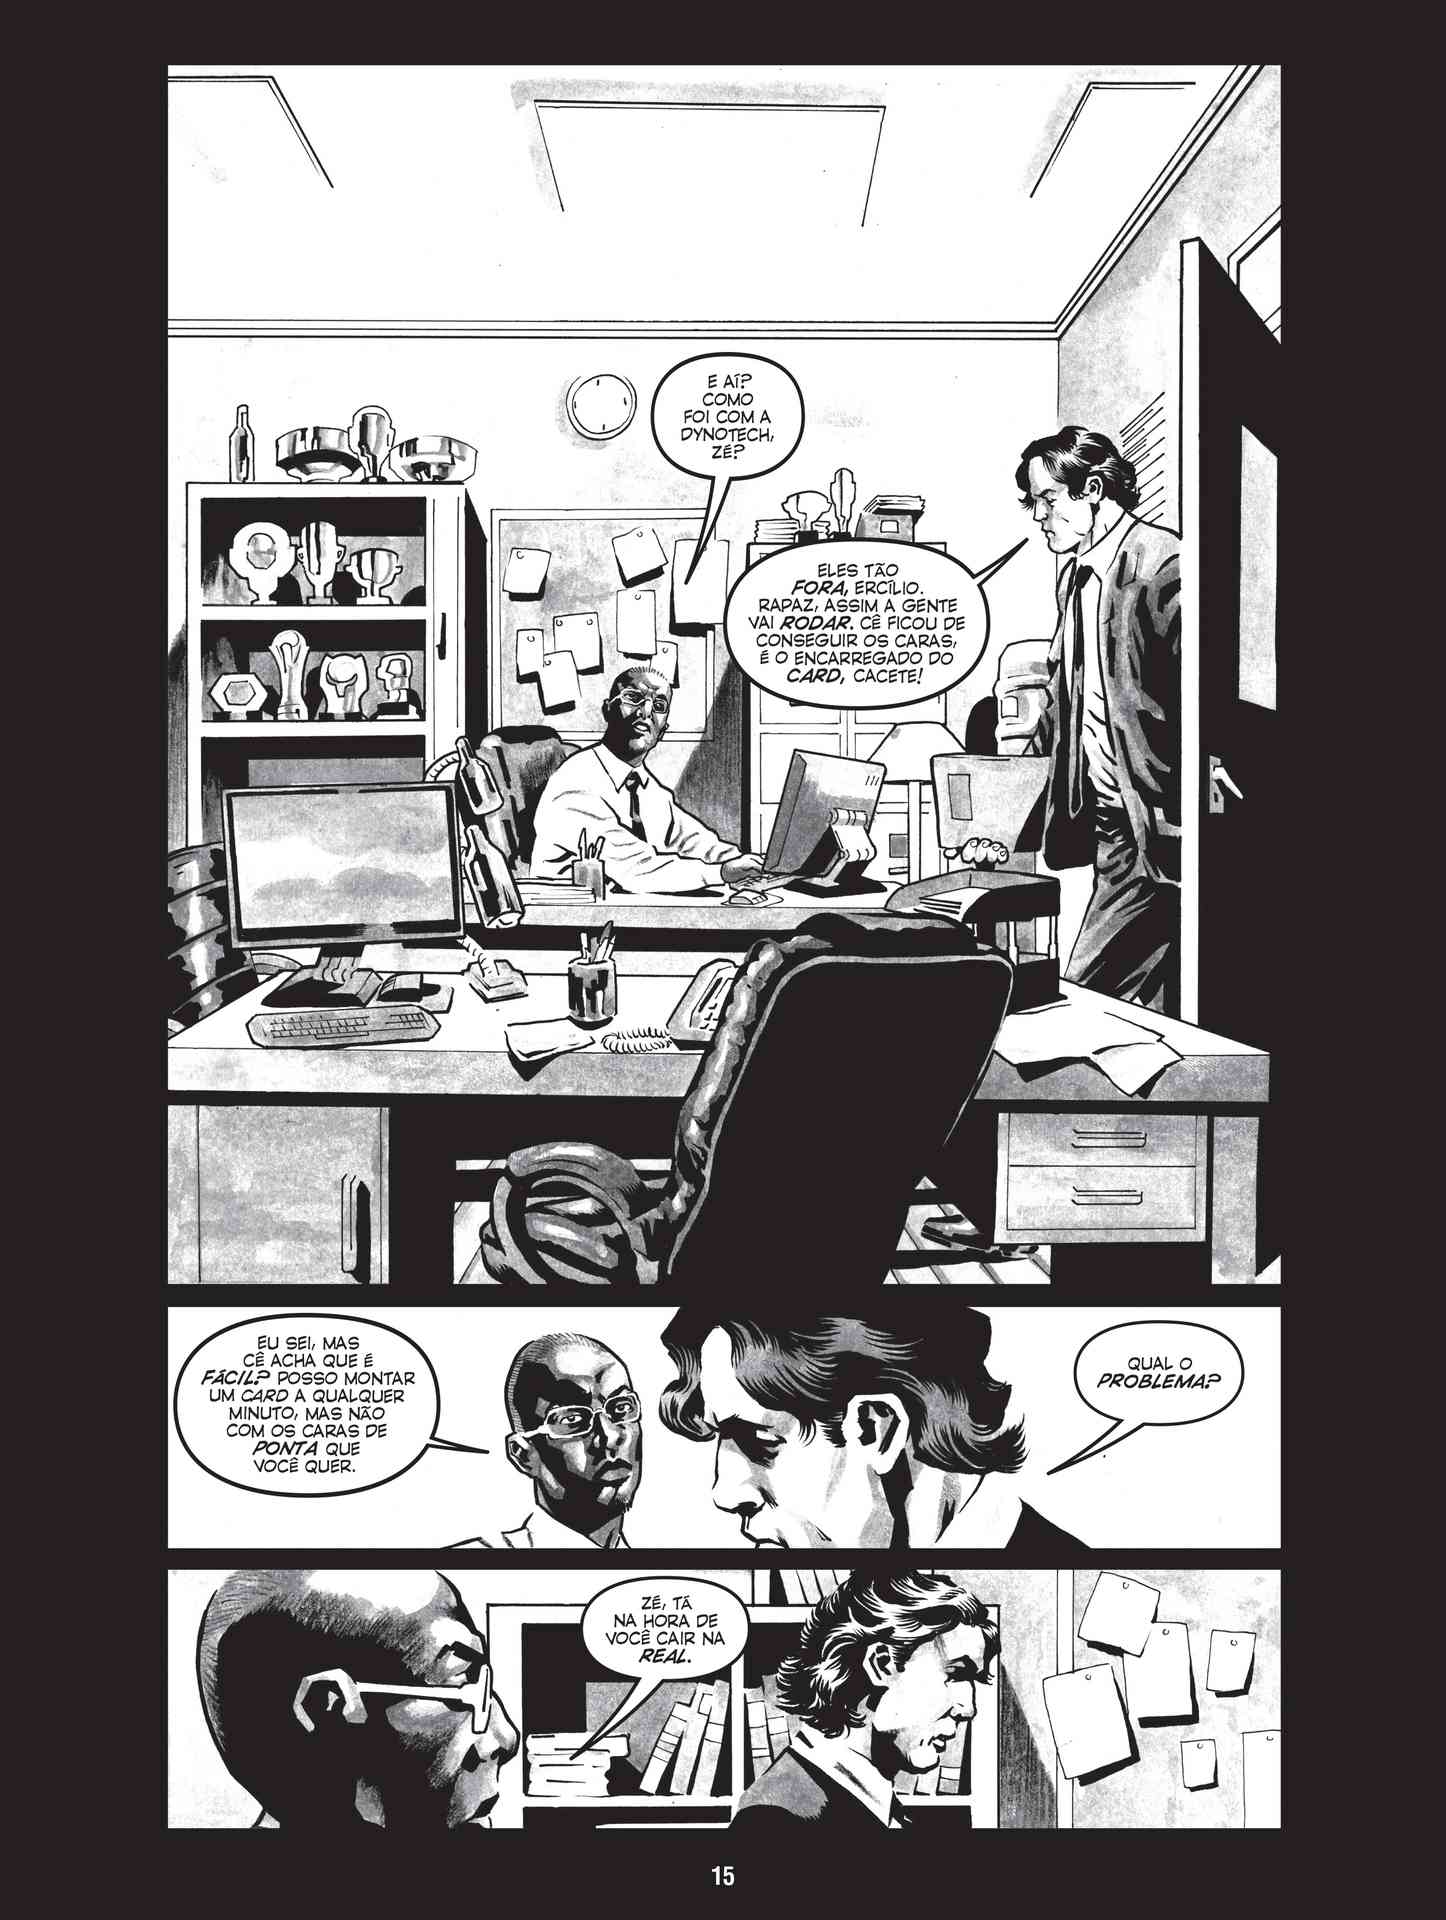 E AÍ?
COMO
FOI COM A
DYNOTECH,
ZÉ?
ELES TÃO
FORA, ERCÍLIO.
RAPAZ, ASSIM A GENTE
VAI RODAR. CÊ FICOU DE
CONSEGUIR OS CARAS,
É O ENCARREGADO DO
CARD, CACETE!
EU SEI, MAS
CÊ ACHA QUE É
FÁCIL? POSSO MONTAR
UM CARD A QUALQUER
MINUTO, MAS NÃO
COM OS CARAS DE
PONTA QUE
VOCÊ QUER.
QUAL O
PROBLEMA?
ZÉ, TÁ
NA HORA DE
VOCÊ CAIR NA
REAL.
15